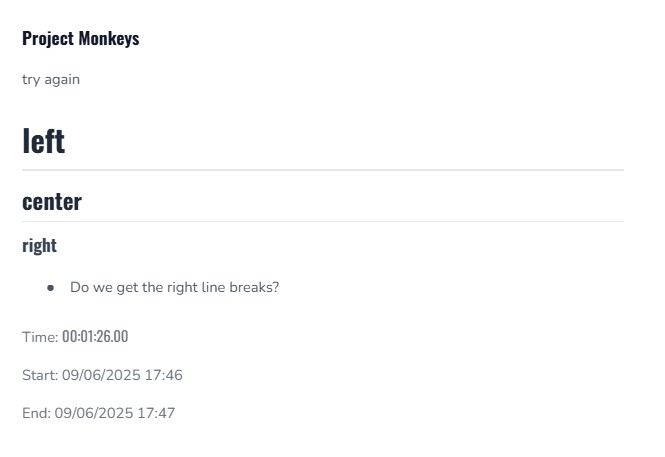 Project Monkeys
try again
left
center
right
● Do we get the right line breaks?
Time: 00:01:26.00
Start: 09/06/2025 17:46
End: 09/06/2025 17:47